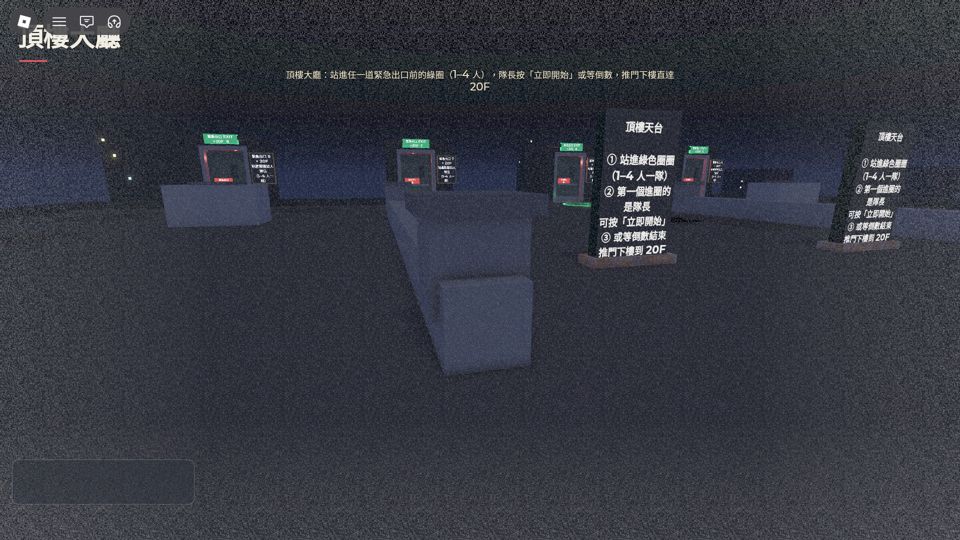 頂樓大廳
頂樓大廳：站進任一道緊急出口前的綠圈（1–4 人），隊長按「立即開始」或等倒數，推門下樓直達
20F
頂樓天台
① 站進綠色圈圈
（1–4 人一隊）
② 第一個進圈的
是隊長
可按「立即開始」
③ 或等倒數結束
推門下樓到 20F
頂樓天台
① 站進綠色圈圈
（1–4 人一隊）
② 第一個進圈的
是隊長
可按「立即開始」
③ 或等倒數結束
推門下樓到 20F